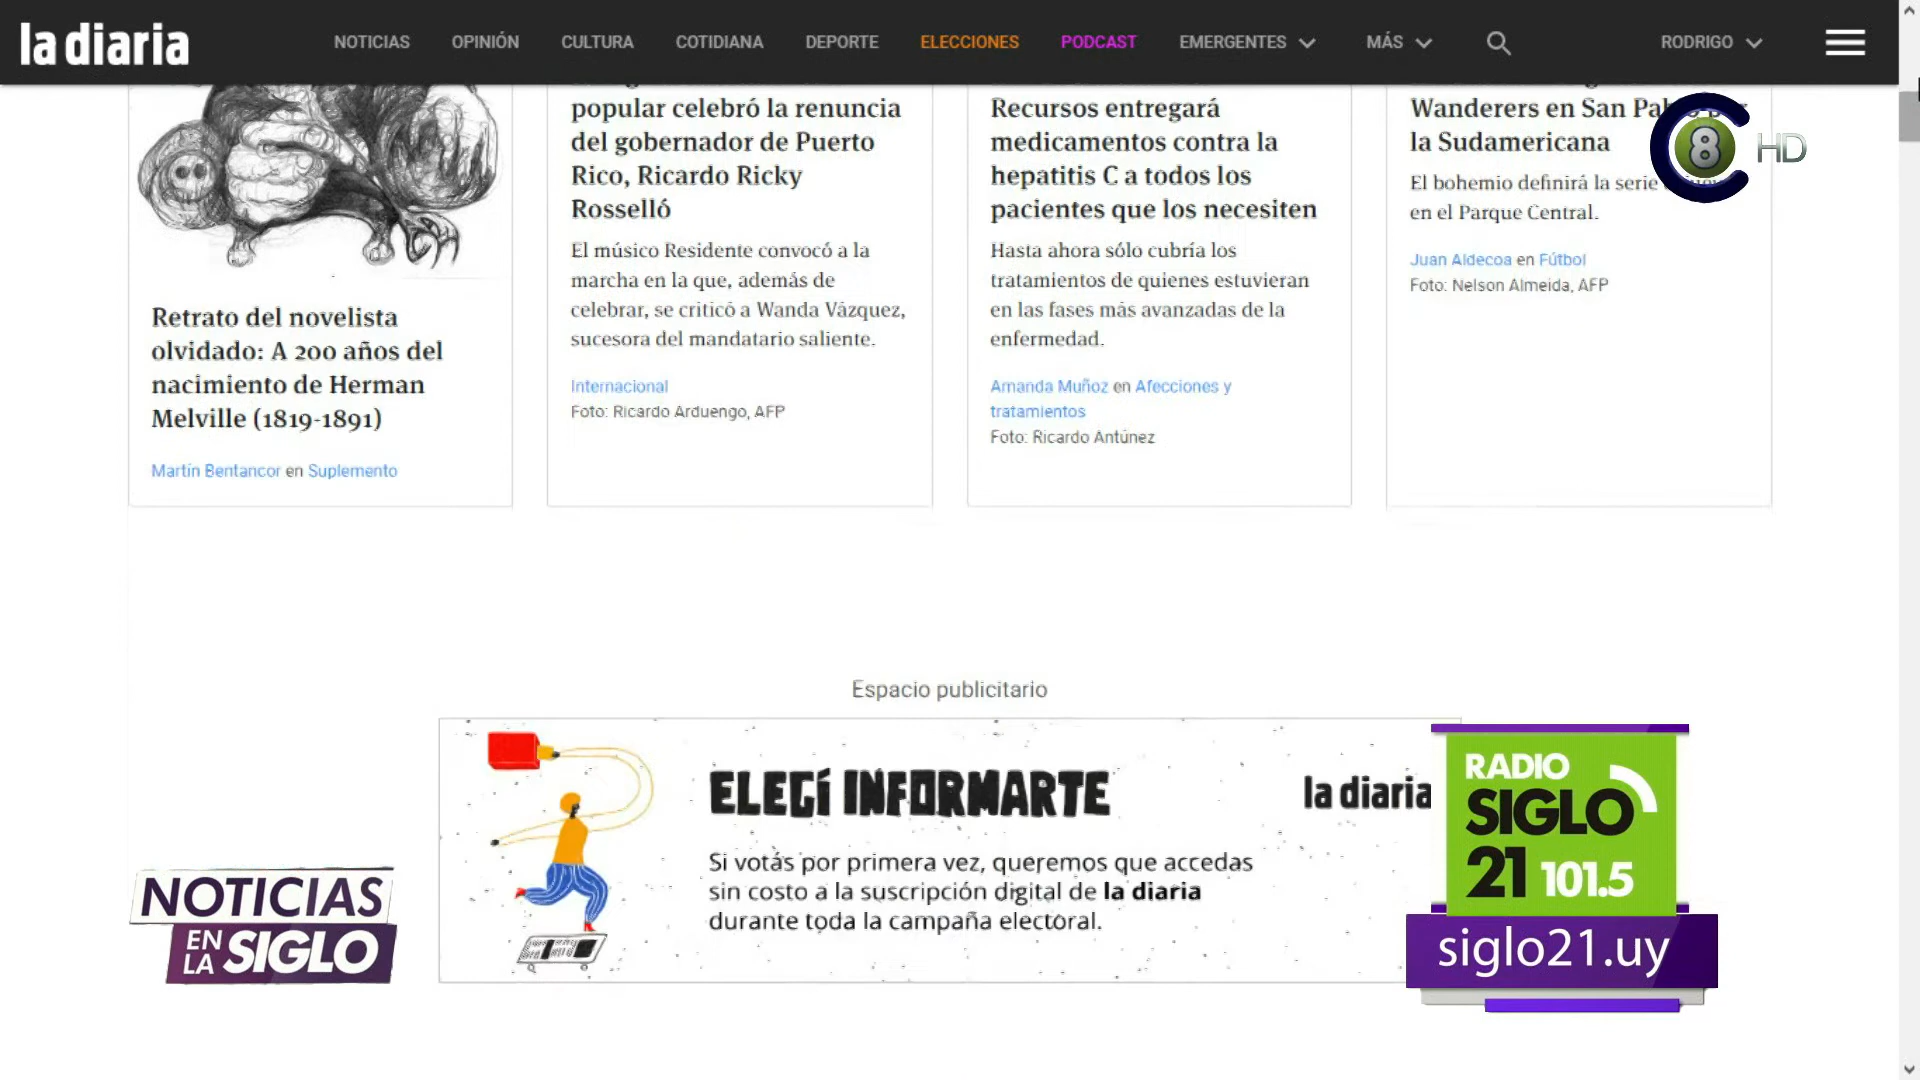 la diaria
NOTICIAS OPINIÓN CULTURA COTIDIANA DEPORTE ELECCIONES PODCAST EMERGENTES MÁS RODRIGO
popular celebró la renuncia
del gobernador de Puerto
Rico, Ricardo Ricky
Rosselló
El músico Residente convocó a la
marcha en la que, además de
celebrar, se criticó a Wanda Vázquez,
sucesora del mandatario saliente.
Internacional
Foto: Ricardo Arduengo, AFP
Recursos entregará
medicamentos contra la
hepatitis C a todos los
pacientes que los necesiten
Hasta ahora sólo cubría los
tratamientos de quienes estuvieran
en las fases más avanzadas de la
enfermedad.
Amanda Muñoz en Afecciones y
tratamientos
Foto: Ricardo Antúnez
Wanderers en San
la Sudamericana
El bohemio definirá la serie
en el Parque Central.
Juan Aldecoa en Fútbol
Foto: Nelson Almeida, AFP
C 8 HD
Retrato del novelista
olvidado: A 200 años del
nacimiento de Herman
Melville (1819-1891)
Martín Bentancor en Suplemento
Espacio publicitario
ELEGÍ INFORMARTE
la diaria
Si votás por primera vez, queremos que accedas
sin costo a la suscripción digital de la diaria
durante toda la campaña electoral.
NOTICIAS
EN LA SIGLO
RADIO
SIGLO
21 101.5
siglo21.uy